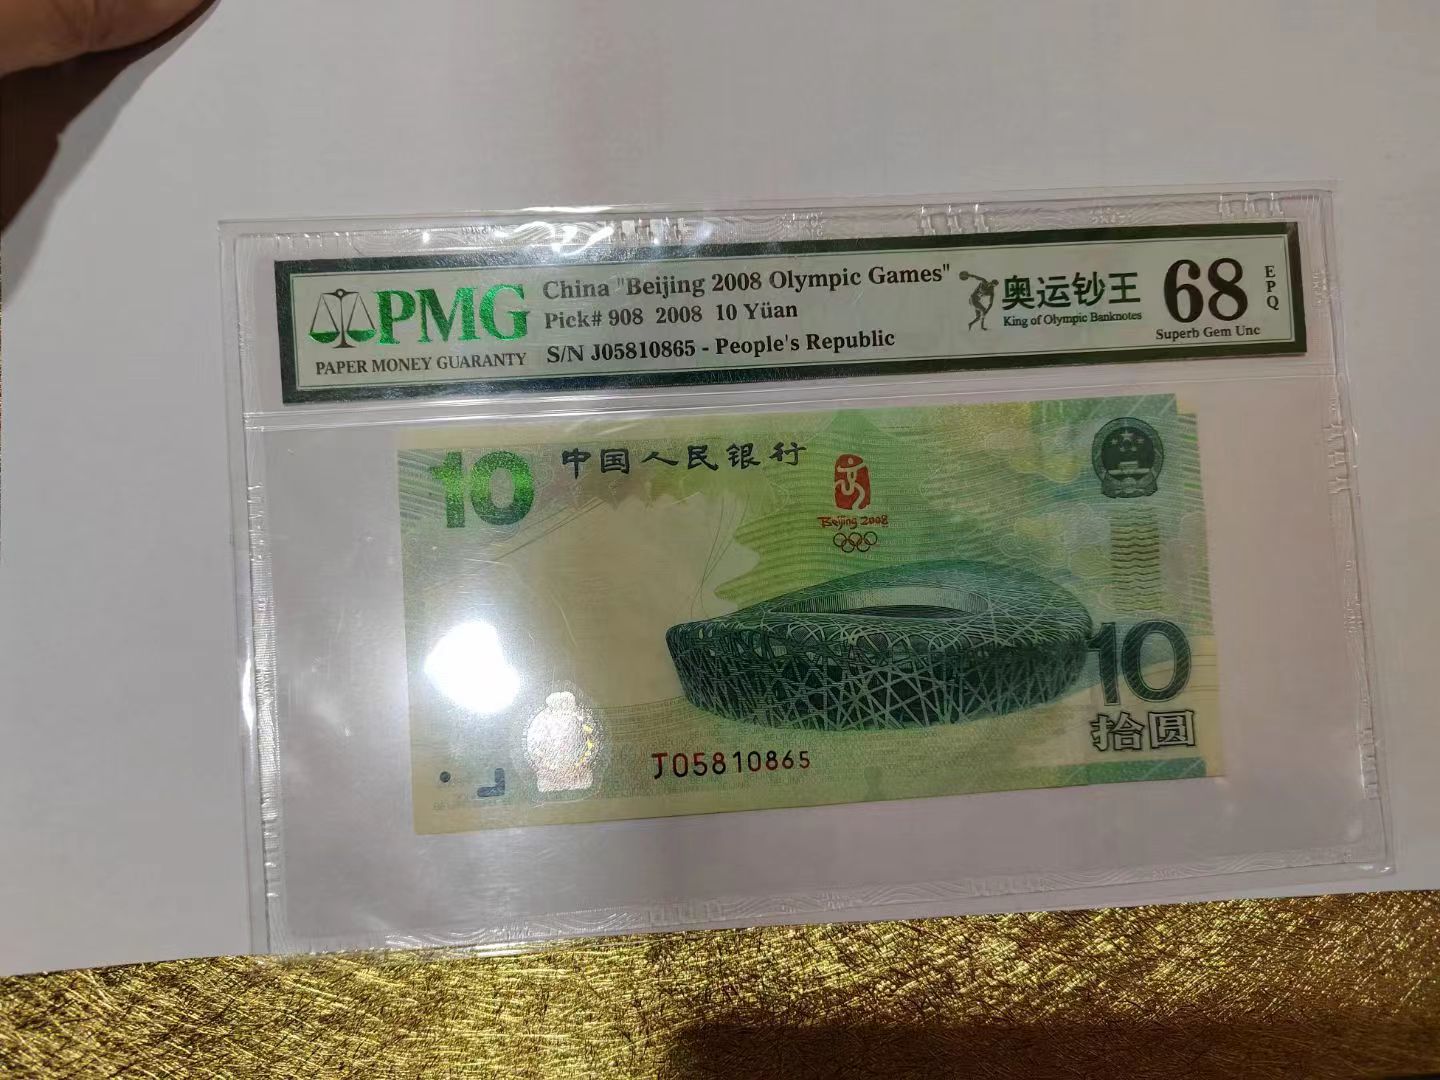 PMG
PAPER MONEY GUARANTY
China "Beijing 2008 Olympic Games"
Pick# 908 2008 10 Yüan
S/N J05810865 - People's Republic
奥运钞王
King of Olympic Banknotes
68
EPQ
Superb Gem Unc
10
中国人民银行
Beijing 2008
10
拾圆
J05810865